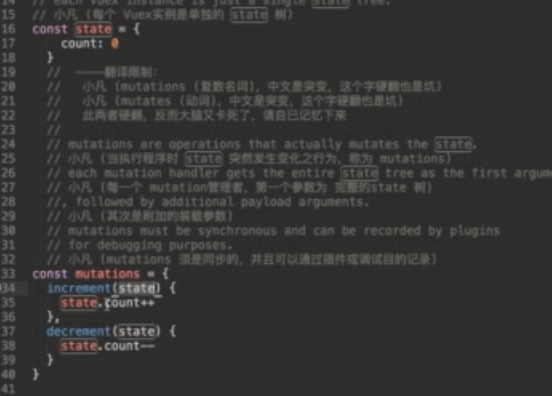 14 // each Vuex instance is just a single state tree.
15 // 小凡 (每个 Vuex实例是单独的 state 树)
16 const state = {
17 count: 0
18 }
19 // ————翻译限制:
20 // 小凡 (mutations (复数名词), 中文是突变, 这个字硬翻也是坑)
21 // 小凡 (mutates (动词), 中文是突变, 这个字硬翻也是坑)
22 // 此两者硬翻、反而大脑又卡死了, 请自已记忆下来
23 //
24 // mutations are operations that actually mutates the state.
25 // 小凡 (当执行程序时 state 突然发生变化之行为, 称为 mutations)
26 // each mutation handler gets the entire state tree as the first argum
27 // 小凡 (每一个 mutation管理者, 第一个参数为 完整的state 树)
28 //, followed by additional payload arguments.
29 // 小凡 (其次是附加的装载参数)
30 // mutations must be synchronous and can be recorded by plugins
31 // for debugging purposes.
32 // 小凡 (mutations 须是同步的, 并且可以通过插件或调试目的记录)
33 const mutations = {
34 increment(state) {
35 state.count++
36 },
37 decrement(state) {
38 state.count--
39 }
40 }
41